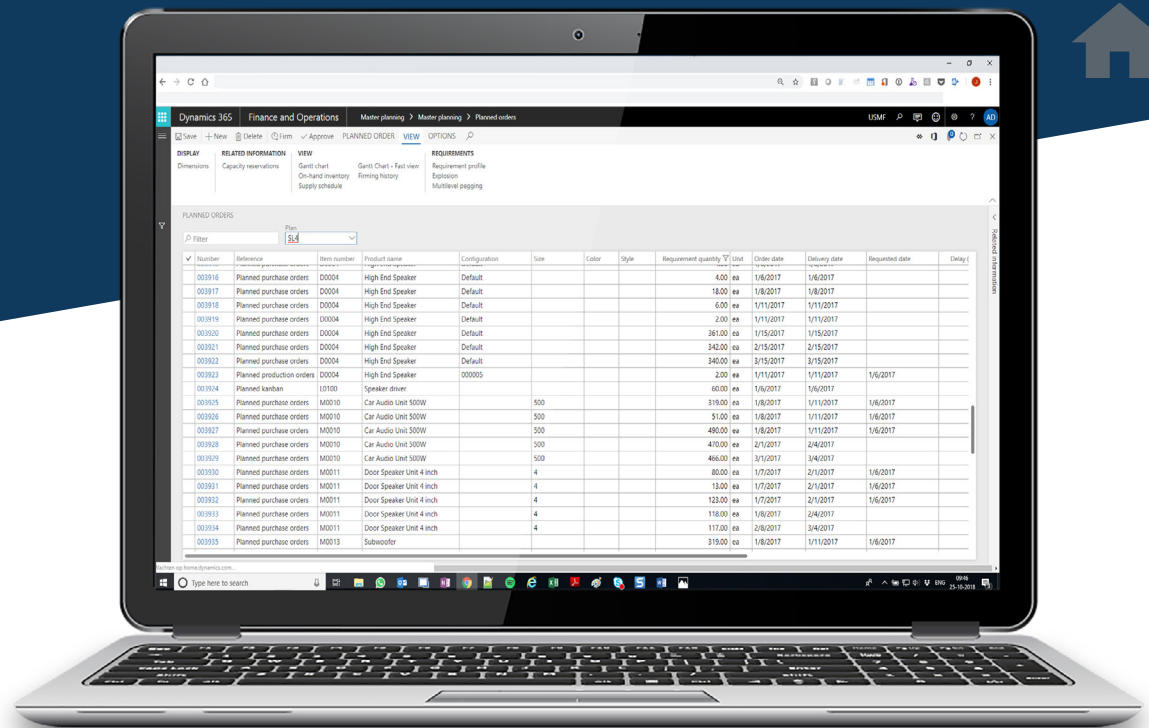 Dynamics 365 Finance and Operations Master planning > Master planning > Planned orders USMF ? AD
Save + New Delete Firm Approve PLANNED ORDER VIEW OPTIONS
DISPLAY RELATED INFORMATION VIEW REQUIREMENTS
Dimensions Capacity reservations Gantt chart Gantt Chart - Fast view Requirement profile
On-hand inventory Firming history Explosion
Supply schedule Multilevel pegging
PLANNED ORDERS
Plan
Filter SL4
Related information
Number Reference Item number Product name Configuration Size Color Style Requirement quantity Unit Order date Delivery date Requested date Delay (
003916 Planned purchase orders D0004 High End Speaker Default 4.00 ea 1/6/2017 1/6/2017
003917 Planned purchase orders D0004 High End Speaker Default 18.00 ea 1/8/2017 1/8/2017
003918 Planned purchase orders D0004 High End Speaker Default 6.00 ea 1/11/2017 1/11/2017
003919 Planned purchase orders D0004 High End Speaker Default 2.00 ea 1/11/2017 1/11/2017
003920 Planned purchase orders D0004 High End Speaker Default 361.00 ea 1/15/2017 1/15/2017
003921 Planned purchase orders D0004 High End Speaker Default 342.00 ea 2/15/2017 2/15/2017
003922 Planned purchase orders D0004 High End Speaker Default 340.00 ea 3/15/2017 3/15/2017
003923 Planned production orders D0004 High End Speaker 000005 2.00 ea 1/11/2017 1/11/2017 1/6/2017
003924 Planned kanban L0100 Speaker driver 60.00 ea 1/6/2017 1/6/2017
003925 Planned purchase orders M0010 Car Audio Unit 500W 500 319.00 ea 1/8/2017 1/11/2017 1/6/2017
003926 Planned purchase orders M0010 Car Audio Unit 500W 500 51.00 ea 1/8/2017 1/11/2017 1/6/2017
003927 Planned purchase orders M0010 Car Audio Unit 500W 500 490.00 ea 1/8/2017 1/11/2017 1/6/2017
003928 Planned purchase orders M0010 Car Audio Unit 500W 500 470.00 ea 2/1/2017 2/4/2017
003929 Planned purchase orders M0010 Car Audio Unit 500W 500 466.00 ea 3/1/2017 3/4/2017
003930 Planned purchase orders M0011 Door Speaker Unit 4 inch 4 80.00 ea 1/7/2017 2/1/2017 1/6/2017
003931 Planned purchase orders M0011 Door Speaker Unit 4 inch 4 13.00 ea 1/7/2017 2/1/2017 1/6/2017
003932 Planned purchase orders M0011 Door Speaker Unit 4 inch 4 123.00 ea 1/7/2017 2/1/2017 1/6/2017
003933 Planned purchase orders M0011 Door Speaker Unit 4 inch 4 118.00 ea 1/8/2017 2/4/2017
003934 Planned purchase orders M0011 Door Speaker Unit 4 inch 4 117.00 ea 2/8/2017 3/4/2017
003935 Planned purchase orders M0013 Subwoofer 319.00 ea 1/8/2017 1/11/2017 1/6/2017
Wachten op home.dynamics.com...
Type here to search ENG 09:46
25-10-2018